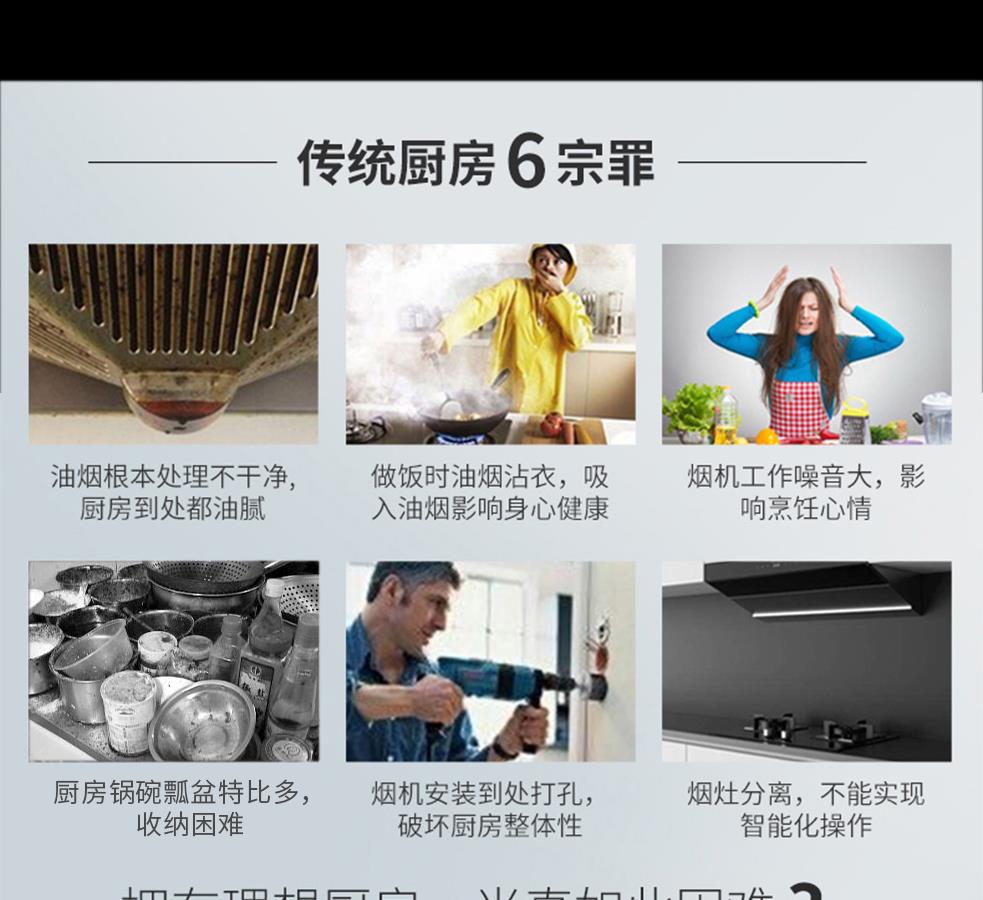 传统厨房6宗罪
油烟根本处理不干净,
厨房到处都油腻
做饭时油烟沾衣，吸
入油烟影响身心健康
烟机工作噪音大，影
响烹饪心情
厨房锅碗瓢盆特比多，
收纳困难
烟机安装到处打孔，
破坏厨房整体性
烟灶分离，不能实现
智能化操作